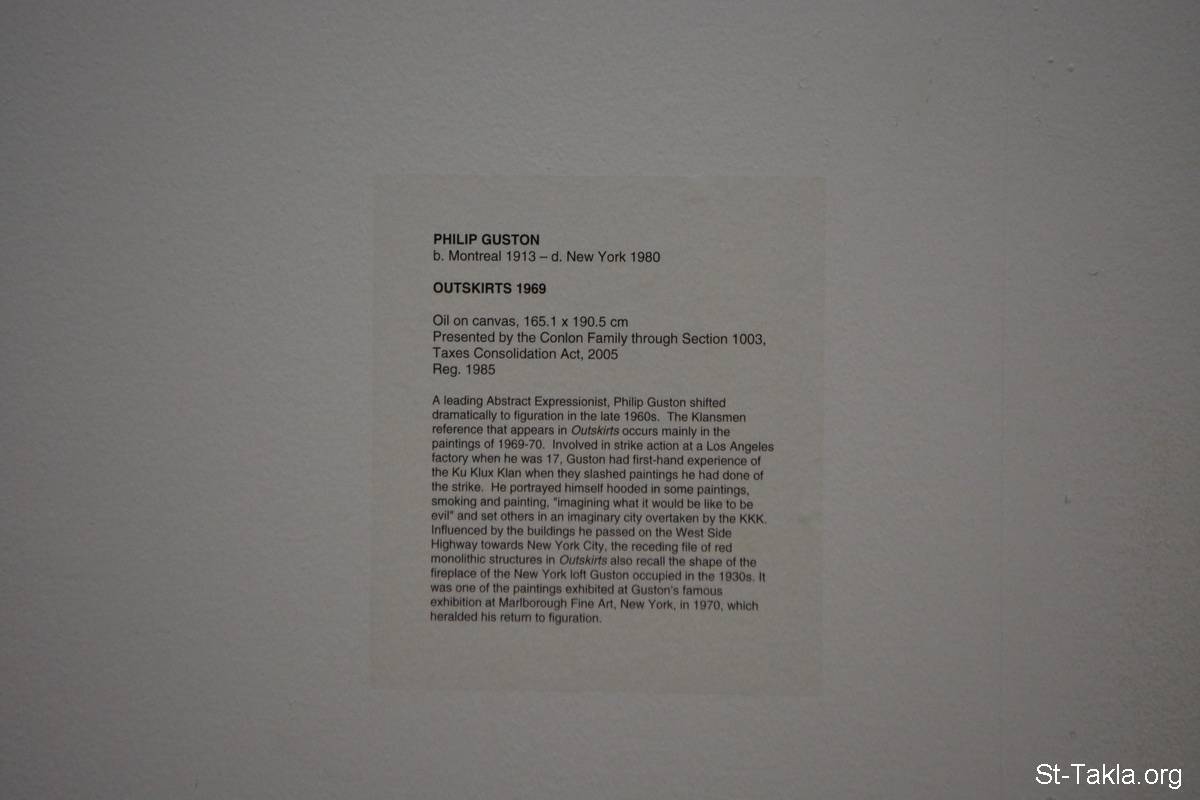 PHILIP GUSTON
b. Montreal 1913 – d. New York 1980
OUTSKIRTS 1969
Oil on canvas, 165.1 x 190.5 cm
Presented by the Conlon Family through Section 1003,
Taxes Consolidation Act, 2005
Reg. 1985
A leading Abstract Expressionist, Philip Guston shifted
dramatically to figuration in the late 1960s.  The Klansmen
reference that appears in Outskirts occurs mainly in the
paintings of 1969-70.  Involved in strike action at a Los Angeles
factory when he was 17, Guston had first-hand experience of
the Ku Klux Klan when they slashed paintings he had done of
the strike.  He portrayed himself hooded in some paintings,
smoking and painting, "imagining what it would be like to be
evil" and set others in an imaginary city overtaken by the KKK.
Influenced by the buildings he passed on the West Side
Highway towards New York City, the receding file of red
monolithic structures in Outskirts also recall the shape of the
fireplace of the New York loft Guston occupied in the 1930s. It
was one of the paintings exhibited at Guston's famous
exhibition at Marlborough Fine Art, New York, in 1970, which
heralded his return to figuration.
St-Takla.org